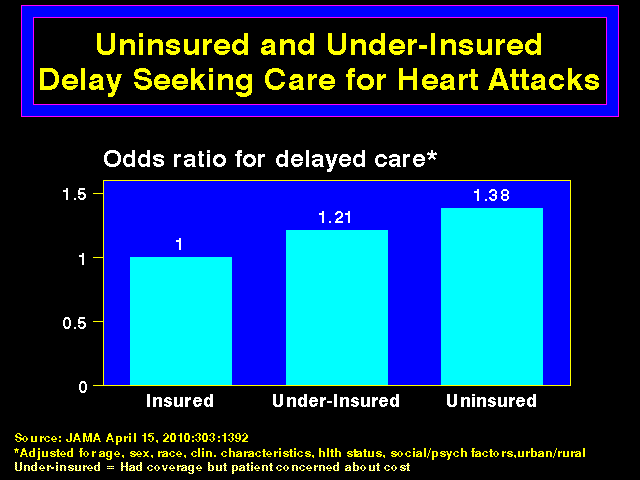 Uninsured and Under-Insured
Delay Seeking Care for Heart Attacks
Odds ratio for delayed care*
1.5
1
0.5
0
1
1.21
1.38
Insured
Under-Insured
Uninsured
Source: JAMA April 15, 2010:303:1392
*Adjusted for age, sex, race, clin. characteristics, hlth status, social/psych factors,urban/rural
Under-insured = Had coverage but patient concerned about cost